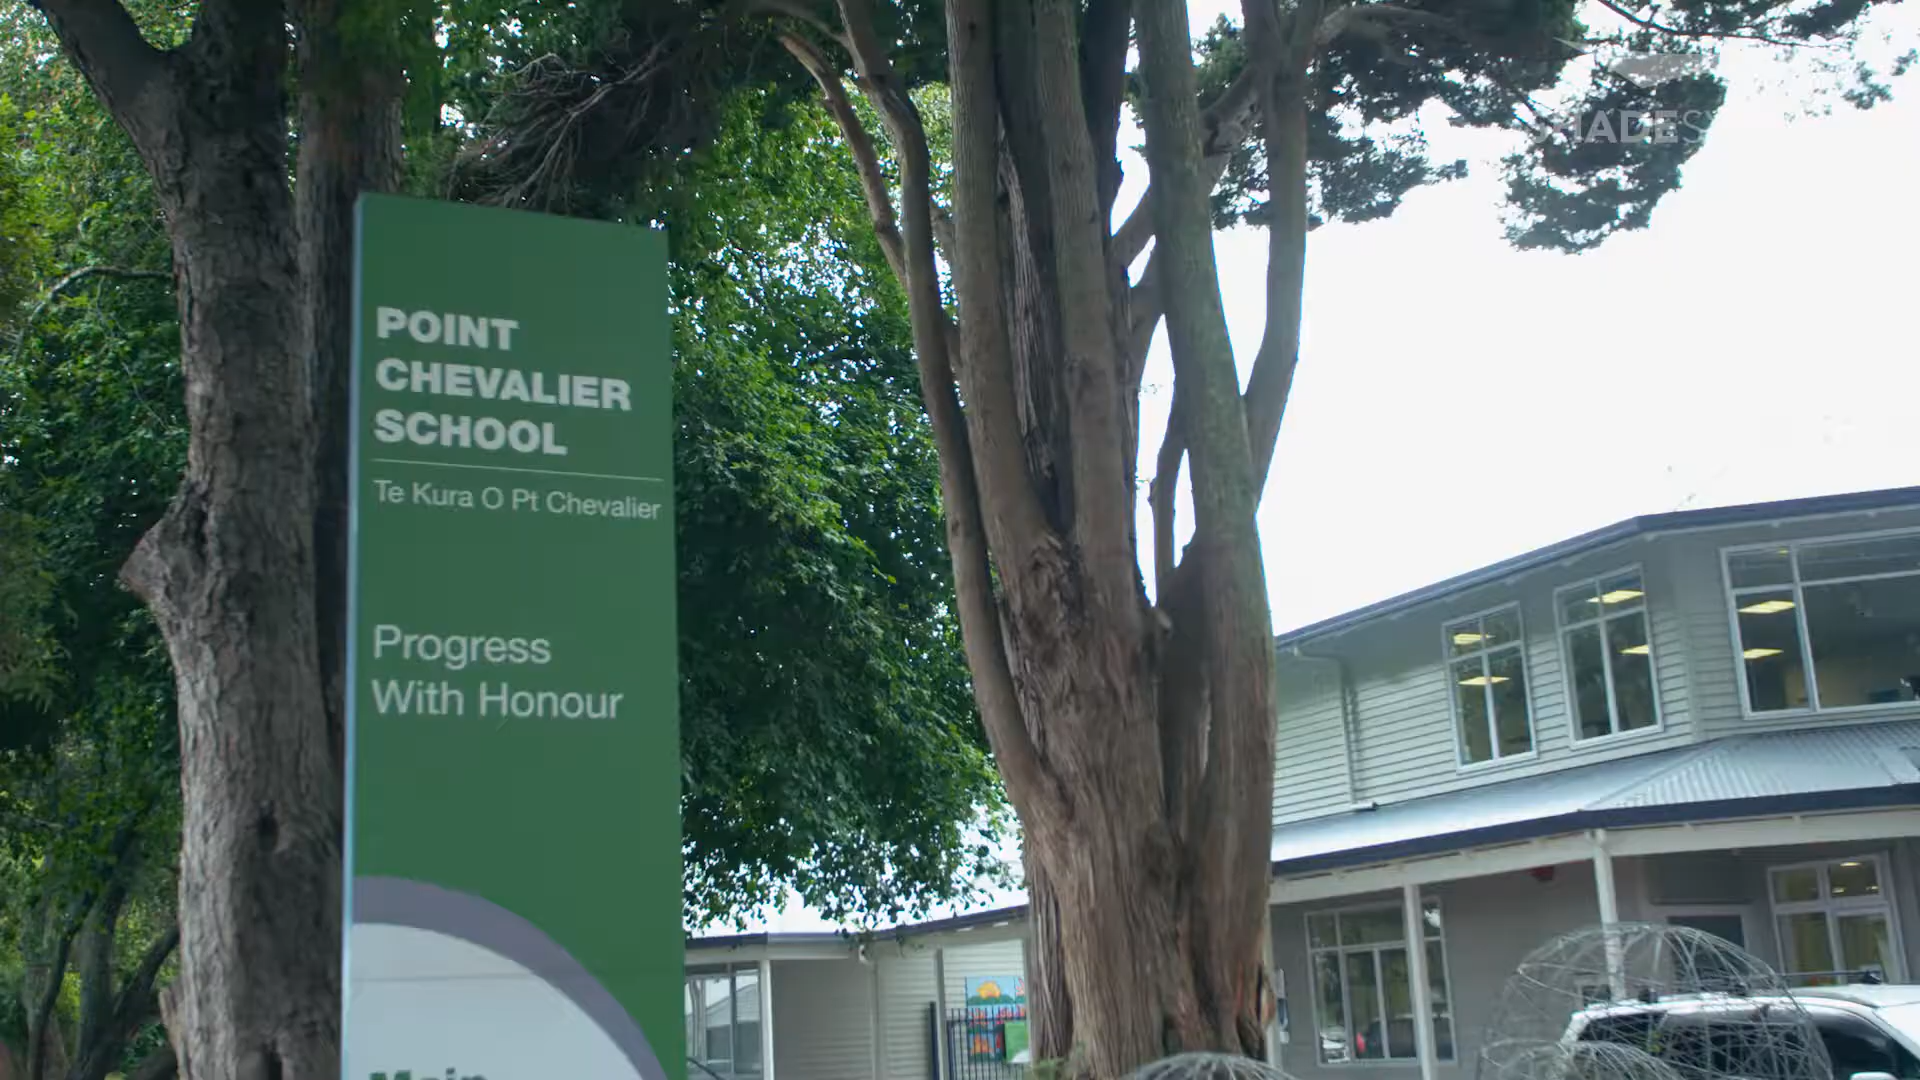 POINT
CHEVALIER
SCHOOL
Te Kura O Pt Chevalier
Progress
With Honour